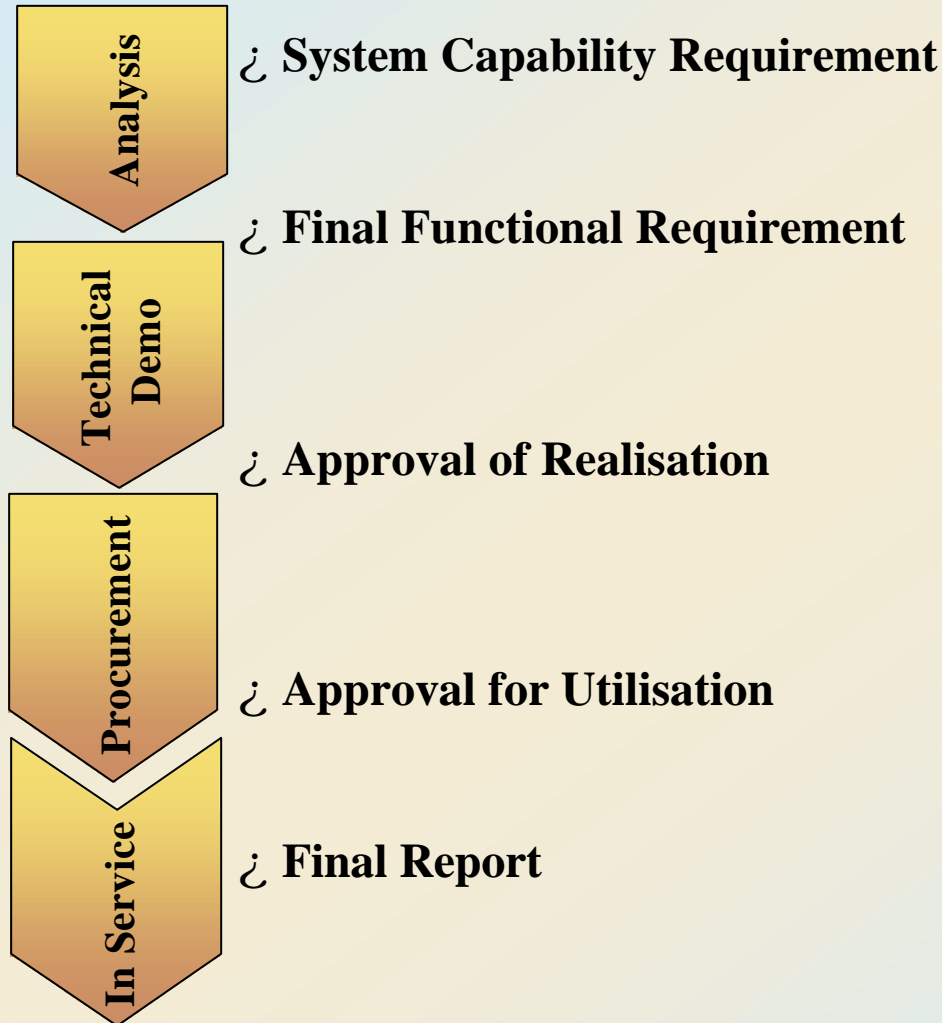 Analysis
¿ System Capability Requirement
¿ Final Functional Requirement
Technical
Demo
¿ Approval of Realisation
Procurement
¿ Approval for Utilisation
In Service
¿ Final Report